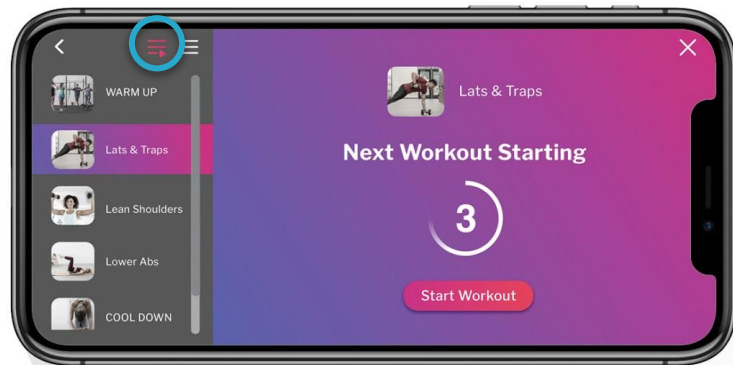 WARM UP
Lats & Traps
Lean Shoulders
Lower Abs
COOL DOWN
Lats & Traps
Next Workout Starting
3
Start Workout